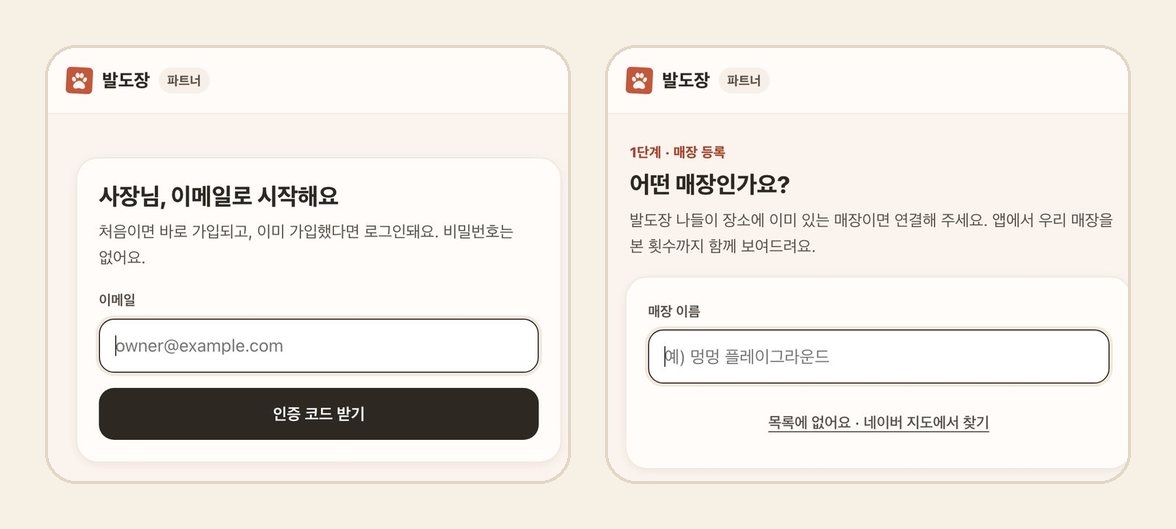 발도장 파트너
사장님, 이메일로 시작해요
처음이면 바로 가입되고, 이미 가입했다면 로그인돼요. 비밀번호는
없어요.
이메일
owner@example.com
인증 코드 받기
발도장 파트너
1단계 · 매장 등록
어떤 매장인가요?
발도장 나들이 장소에 이미 있는 매장이면 연결해 주세요. 앱에서 우리 매장을
본 횟수까지 함께 보여드려요.
매장 이름
예) 멍멍 플레이그라운드
목록에 없어요 · 네이버 지도에서 찾기